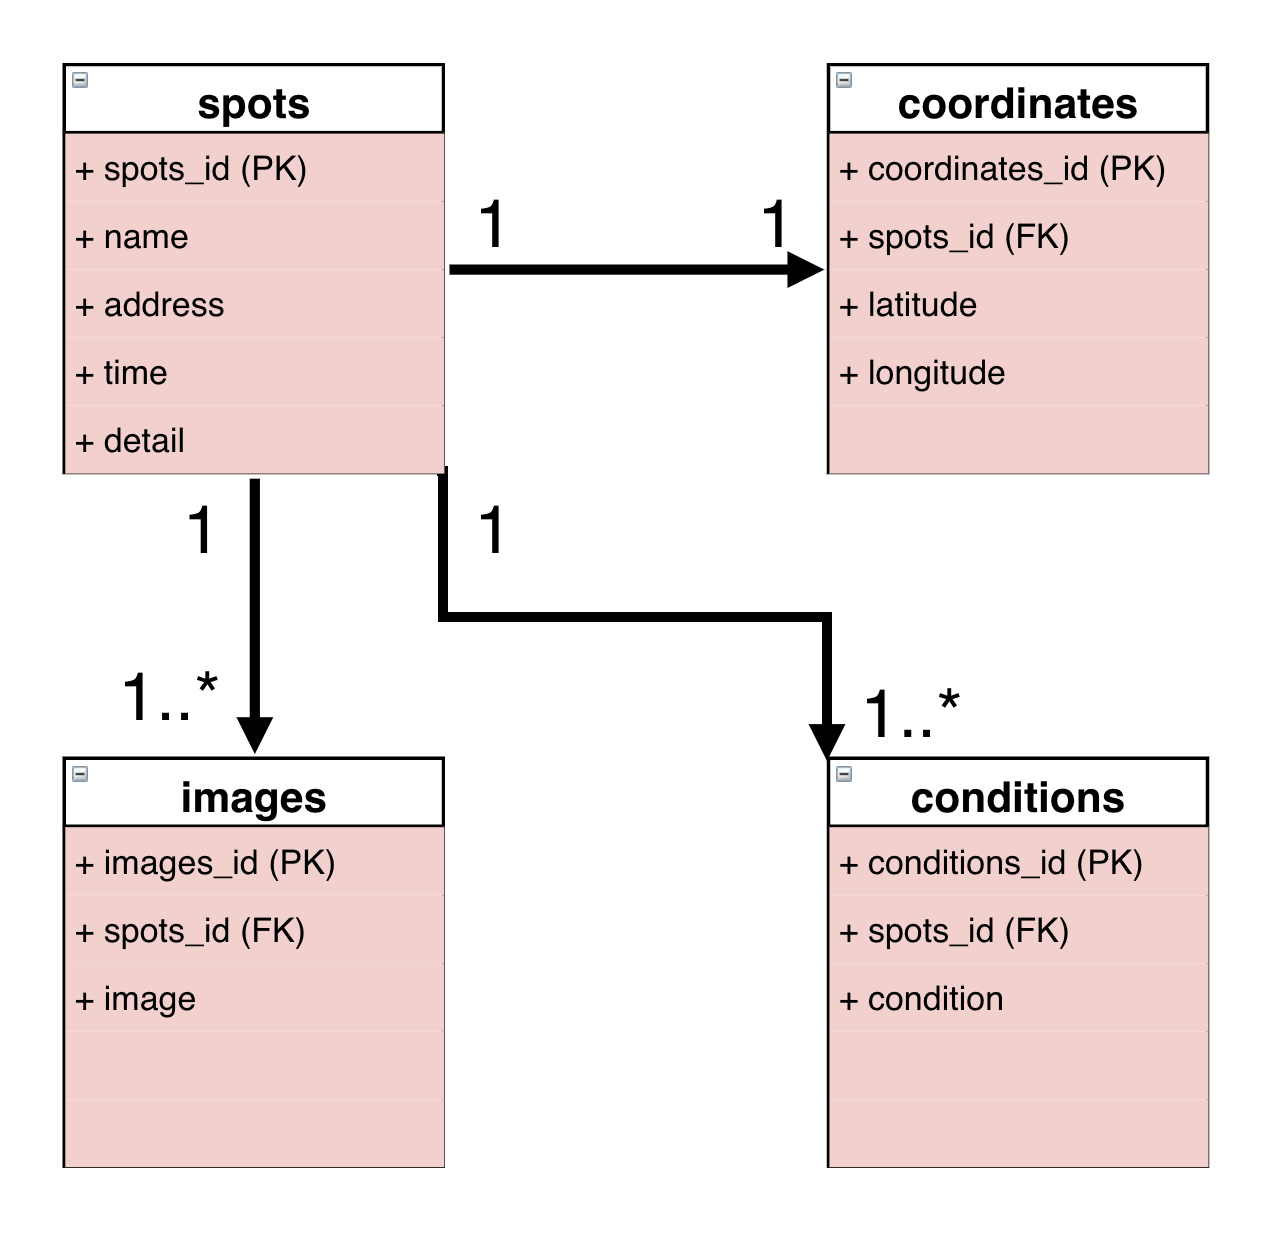 spots
+ spots_id (PK)
+ name
+ address
+ time
+ detail
1
1
coordinates
+ coordinates_id (PK)
+ spots_id (FK)
+ latitude
+ longitude
1
1..*
1
1..*
images
+ images_id (PK)
+ spots_id (FK)
+ image
conditions
+ conditions_id (PK)
+ spots_id (FK)
+ condition